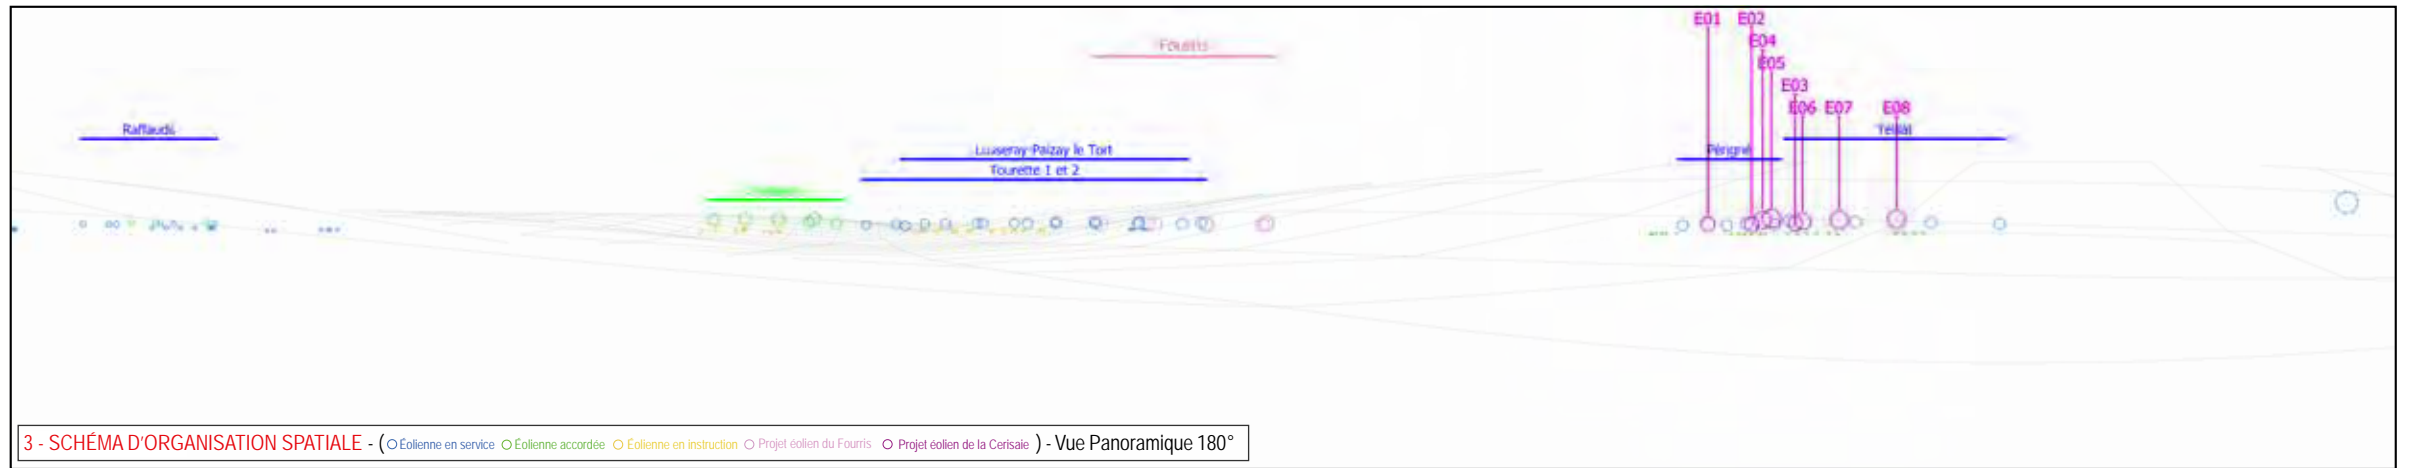 E01 E02
E04
Fourris
E05
E03
E06 E07 E08
Raffauds
Téillal
Périgné
Paizay le Tort
Tourette 1 et 2
3 - SCHÉMA D'ORGANISATION SPATIALE - ( Éolienne en service Éolienne accordée Éolienne en instruction Projet éolien du Fourris Projet éolien de la Cerisaie ) - Vue Panoramique 180°